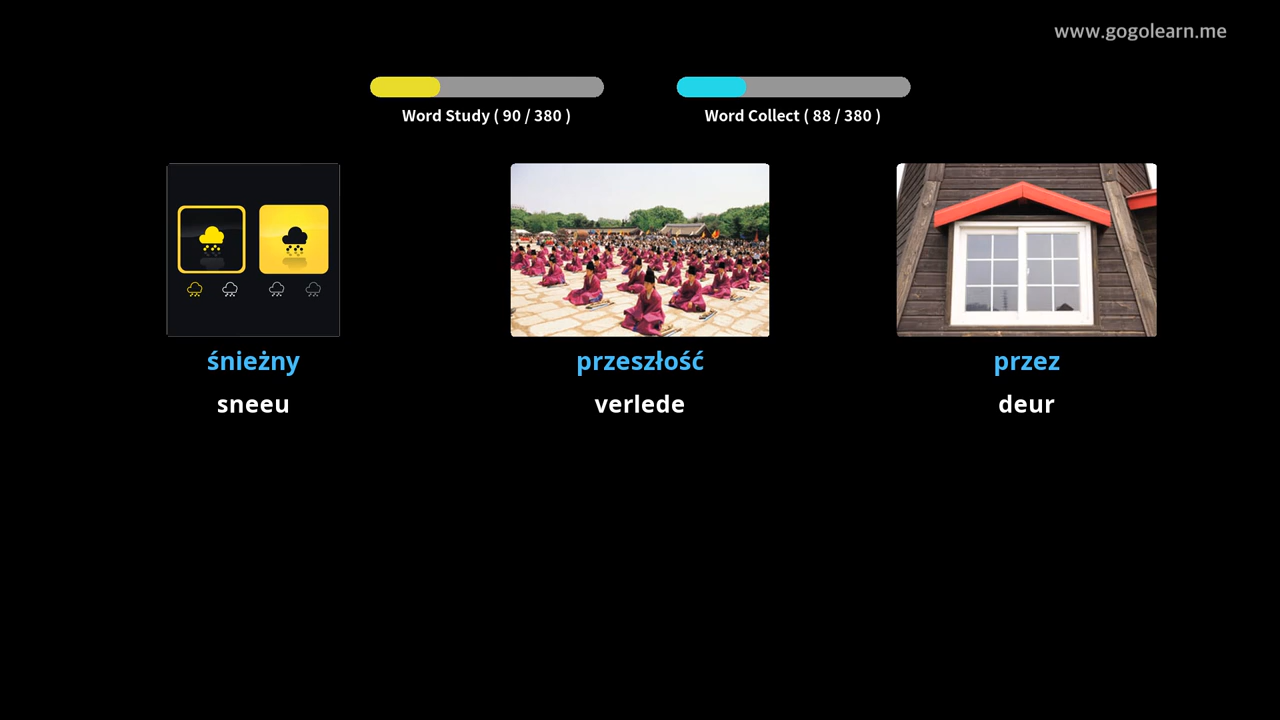 www.gogolearn.me
Word Study ( 90 / 380 )
Word Collect ( 88 / 380 )
śnieżny
przeszłość
przez
sneeu
verlede
deur